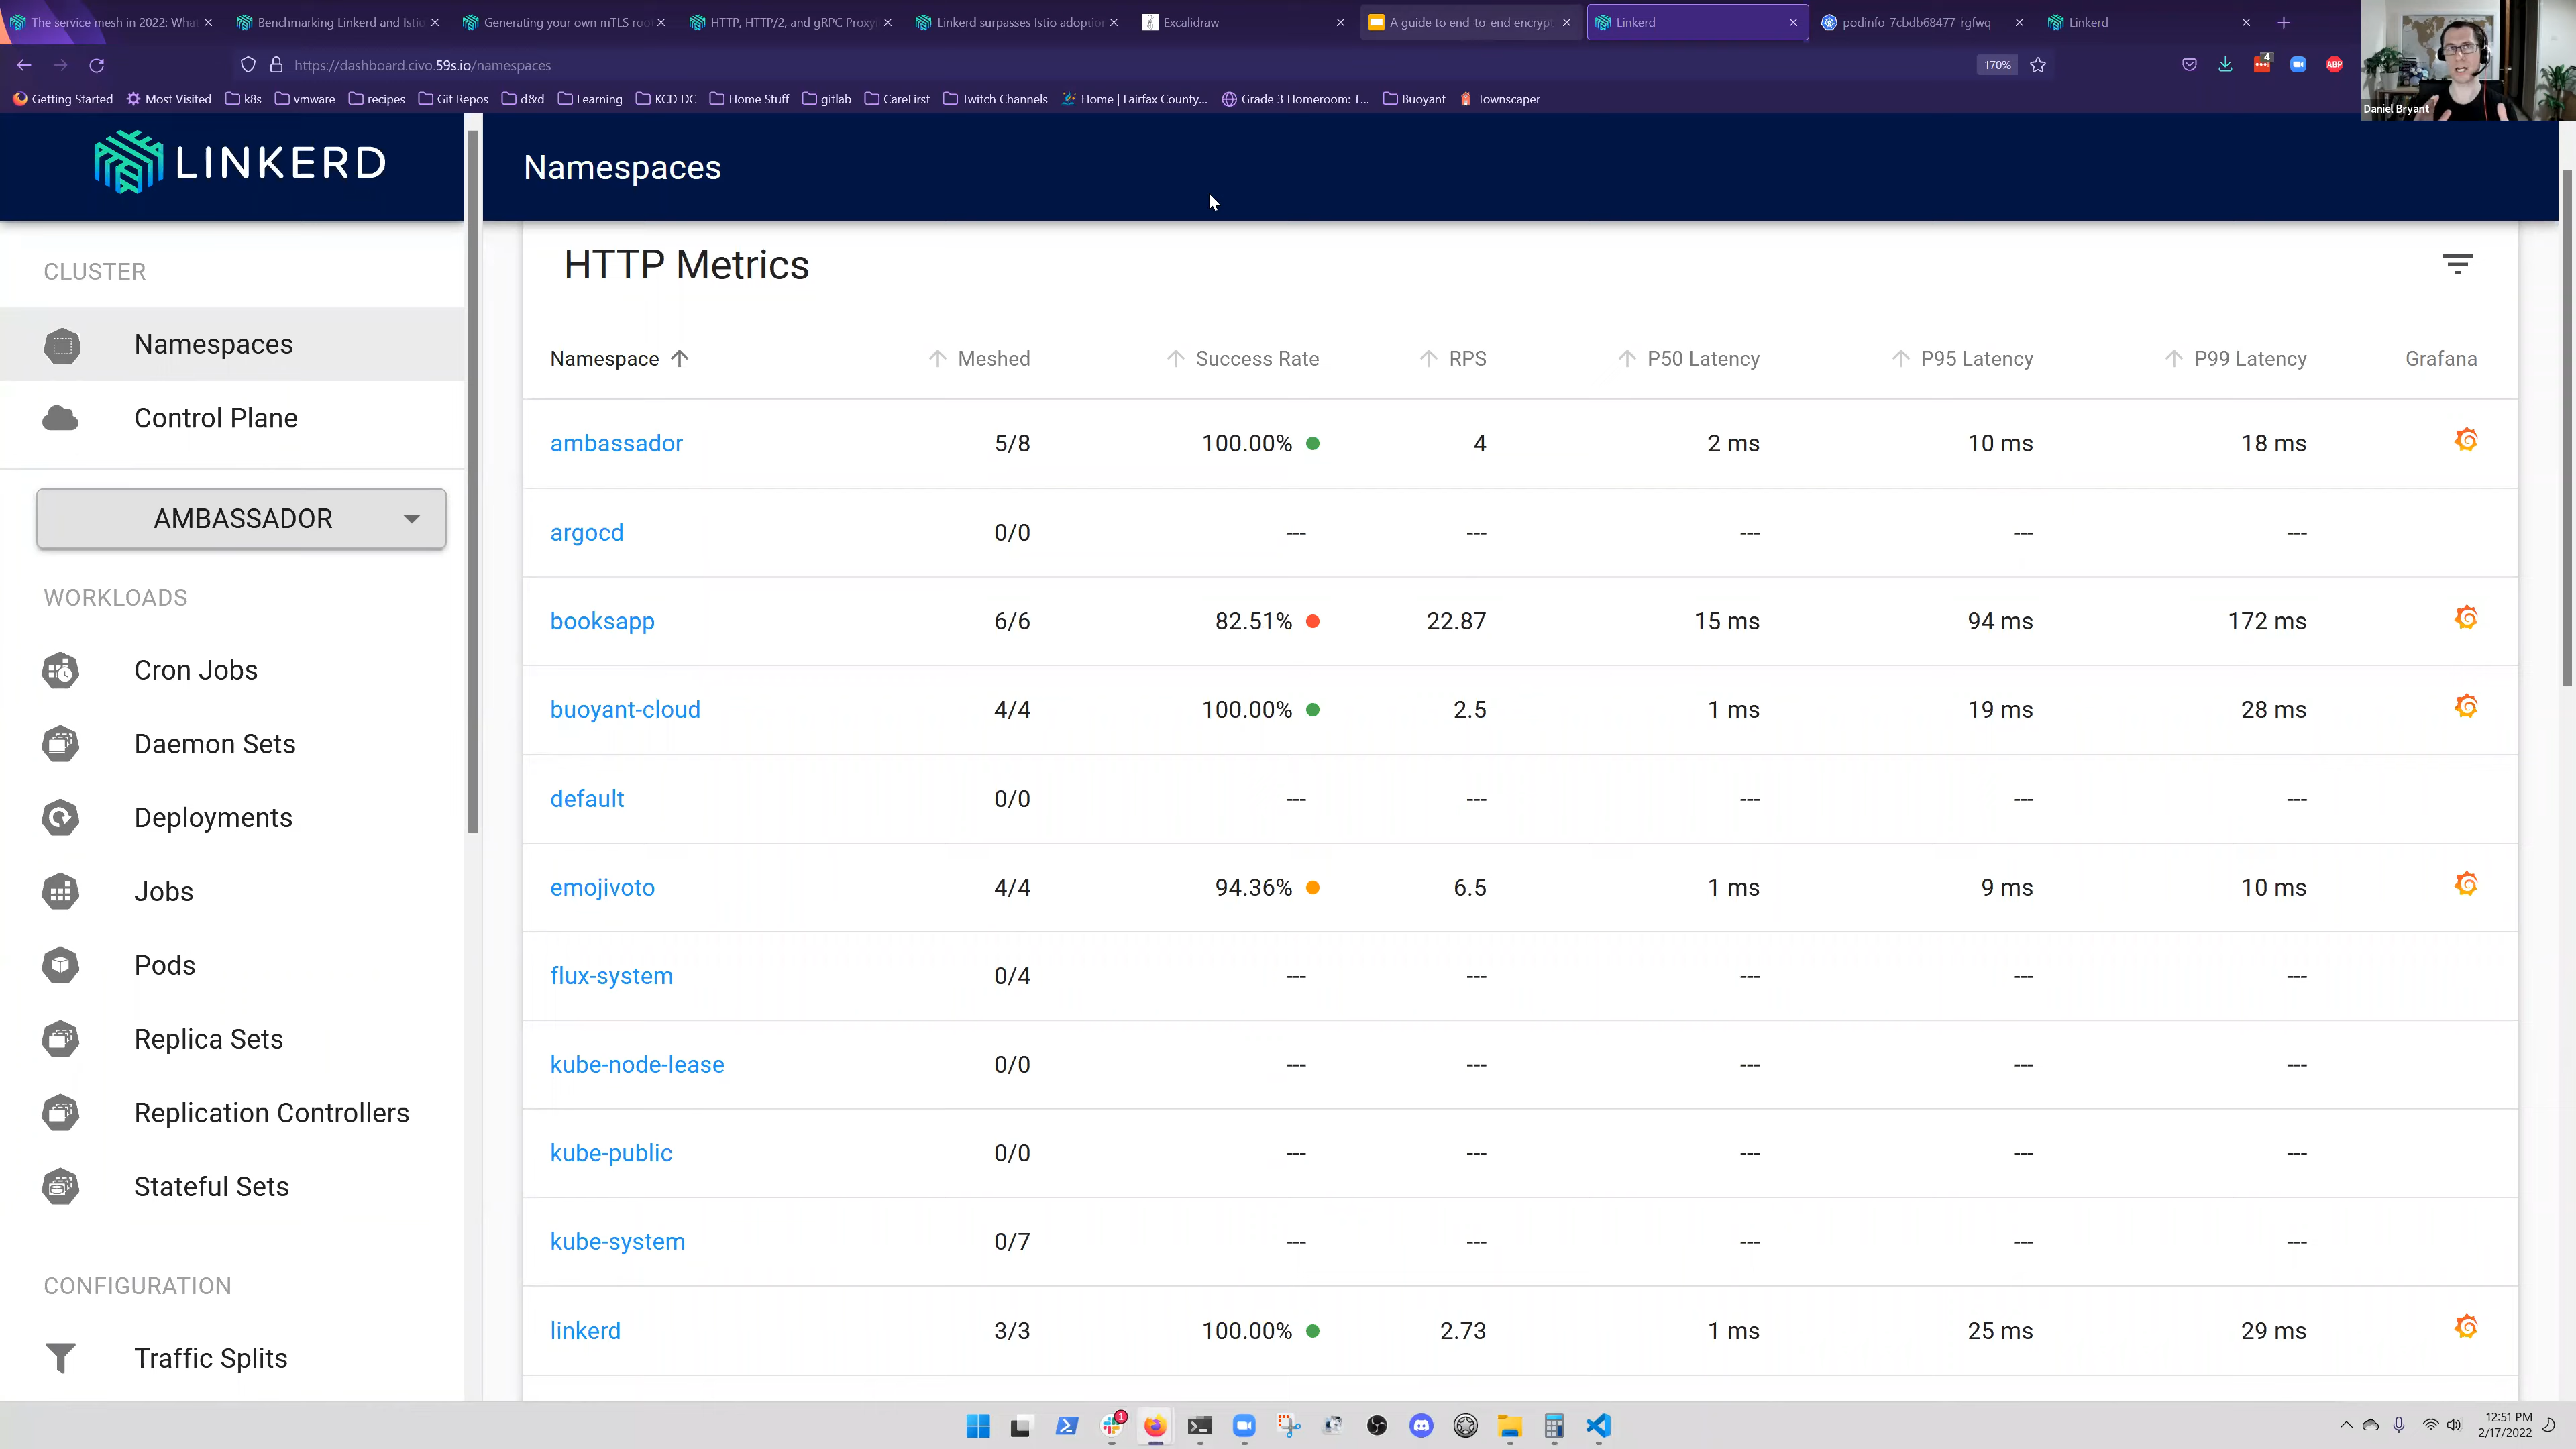 The service mesh in 2022: What
Benchmarking Linkerd and Istio
Generating your own mTLS roo
HTTP, HTTP/2, and gRPC Proxyi
Linkerd surpasses Istio adoption
Excalidraw
A guide to end-to-end encrypt
Linkerd
podinfo-7cbdb68477-rgfwq
Linkerd
https://dashboard.civo.59s.io/namespaces
170%
4
ABP
Getting Started
Most Visited
k8s
vmware
recipes
Git Repos
d&d
Learning
KCD DC
Home Stuff
gitlab
CareFirst
Twitch Channels
Home | Fairfax County...
Grade 3 Homeroom: T...
Buoyant
Townscaper
Daniel Bryant
LINKERD
Namespaces
CLUSTER
Namespaces
Control Plane
AMBASSADOR
WORKLOADS
Cron Jobs
Daemon Sets
Deployments
Jobs
Pods
Replica Sets
Replication Controllers
Stateful Sets
CONFIGURATION
Traffic Splits
HTTP Metrics
Namespace Meshed Success Rate RPS P50 Latency P95 Latency P99 Latency Grafana
ambassador 5/8 100.00% 4 2 ms 10 ms 18 ms
argocd 0/0 --- --- --- --- ---
booksapp 6/6 82.51% 22.87 15 ms 94 ms 172 ms
buoyant-cloud 4/4 100.00% 2.5 1 ms 19 ms 28 ms
default 0/0 --- --- --- --- ---
emojivoto 4/4 94.36% 6.5 1 ms 9 ms 10 ms
flux-system 0/4 --- --- --- --- ---
kube-node-lease 0/0 --- --- --- --- ---
kube-public 0/0 --- --- --- --- ---
kube-system 0/7 --- --- --- --- ---
linkerd 3/3 100.00% 2.73 1 ms 25 ms 29 ms
1
12:51 PM
2/17/2022